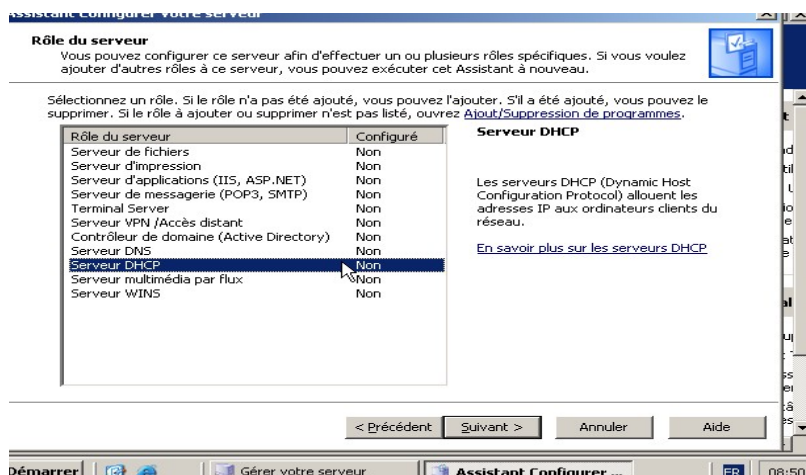 Assistant Configurer votre serveur
Rôle du serveur
Vous pouvez configurer ce serveur afin d'effectuer un ou plusieurs rôles spécifiques. Si vous voulez
ajouter d'autres rôles à ce serveur, vous pouvez exécuter cet Assistant à nouveau.
Sélectionnez un rôle. Si le rôle n'a pas été ajouté, vous pouvez l'ajouter. S'il a été ajouté, vous pouvez le
supprimer. Si le rôle à ajouter ou supprimer n'est pas listé, ouvrez Ajout/Suppression de programmes.
Rôle du serveur Configuré
Serveur de fichiers Non
Serveur d'impression Non
Serveur d'applications (IIS, ASP.NET) Non
Serveur de messagerie (POP3, SMTP) Non
Terminal Server Non
Serveur VPN /Accès distant Non
Contrôleur de domaine (Active Directory) Non
Serveur DNS Non
Serveur DHCP Non
Serveur multimédia par flux Non
Serveur WINS Non
Serveur DHCP
Les serveurs DHCP (Dynamic Host
Configuration Protocol) allouent les
adresses IP aux ordinateurs clients du
réseau.
En savoir plus sur les serveurs DHCP
< Précédent Suivant > Annuler Aide
Démarrer Gérer votre serveur Assistant Configurer ... FR 08:50